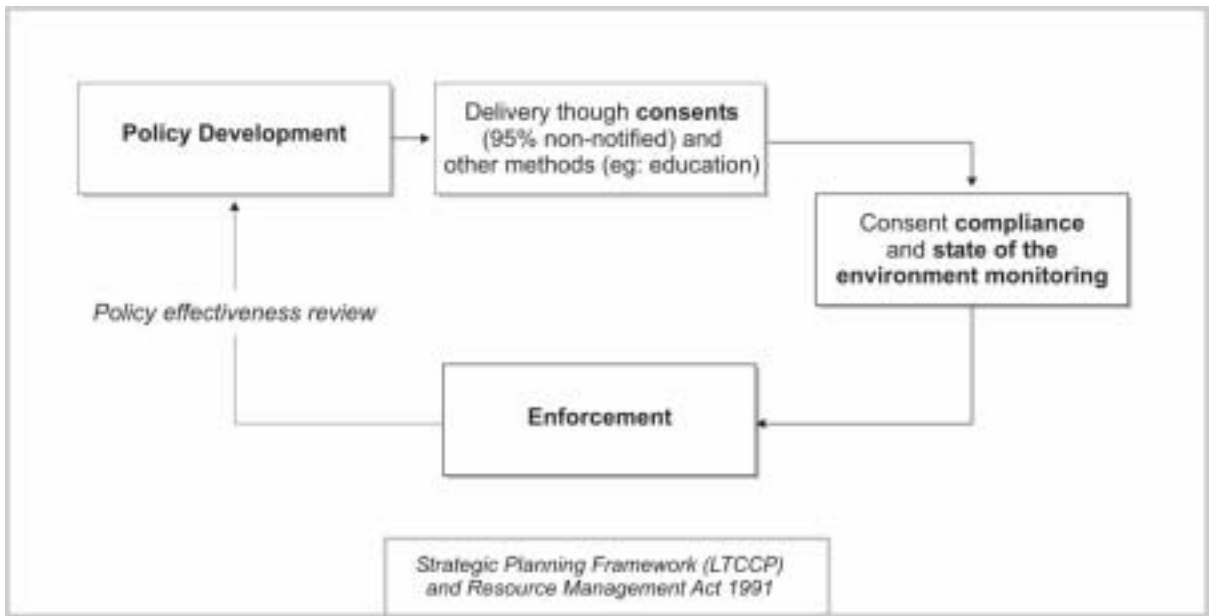 Policy Development
Delivery though consents
(95% non-notified) and
other methods (eg: education)
Consent compliance
and state of the
environment monitoring
Policy effectiveness review
Enforcement
Strategic Planning Framework (LTCCP)
and Resource Management Act 1991